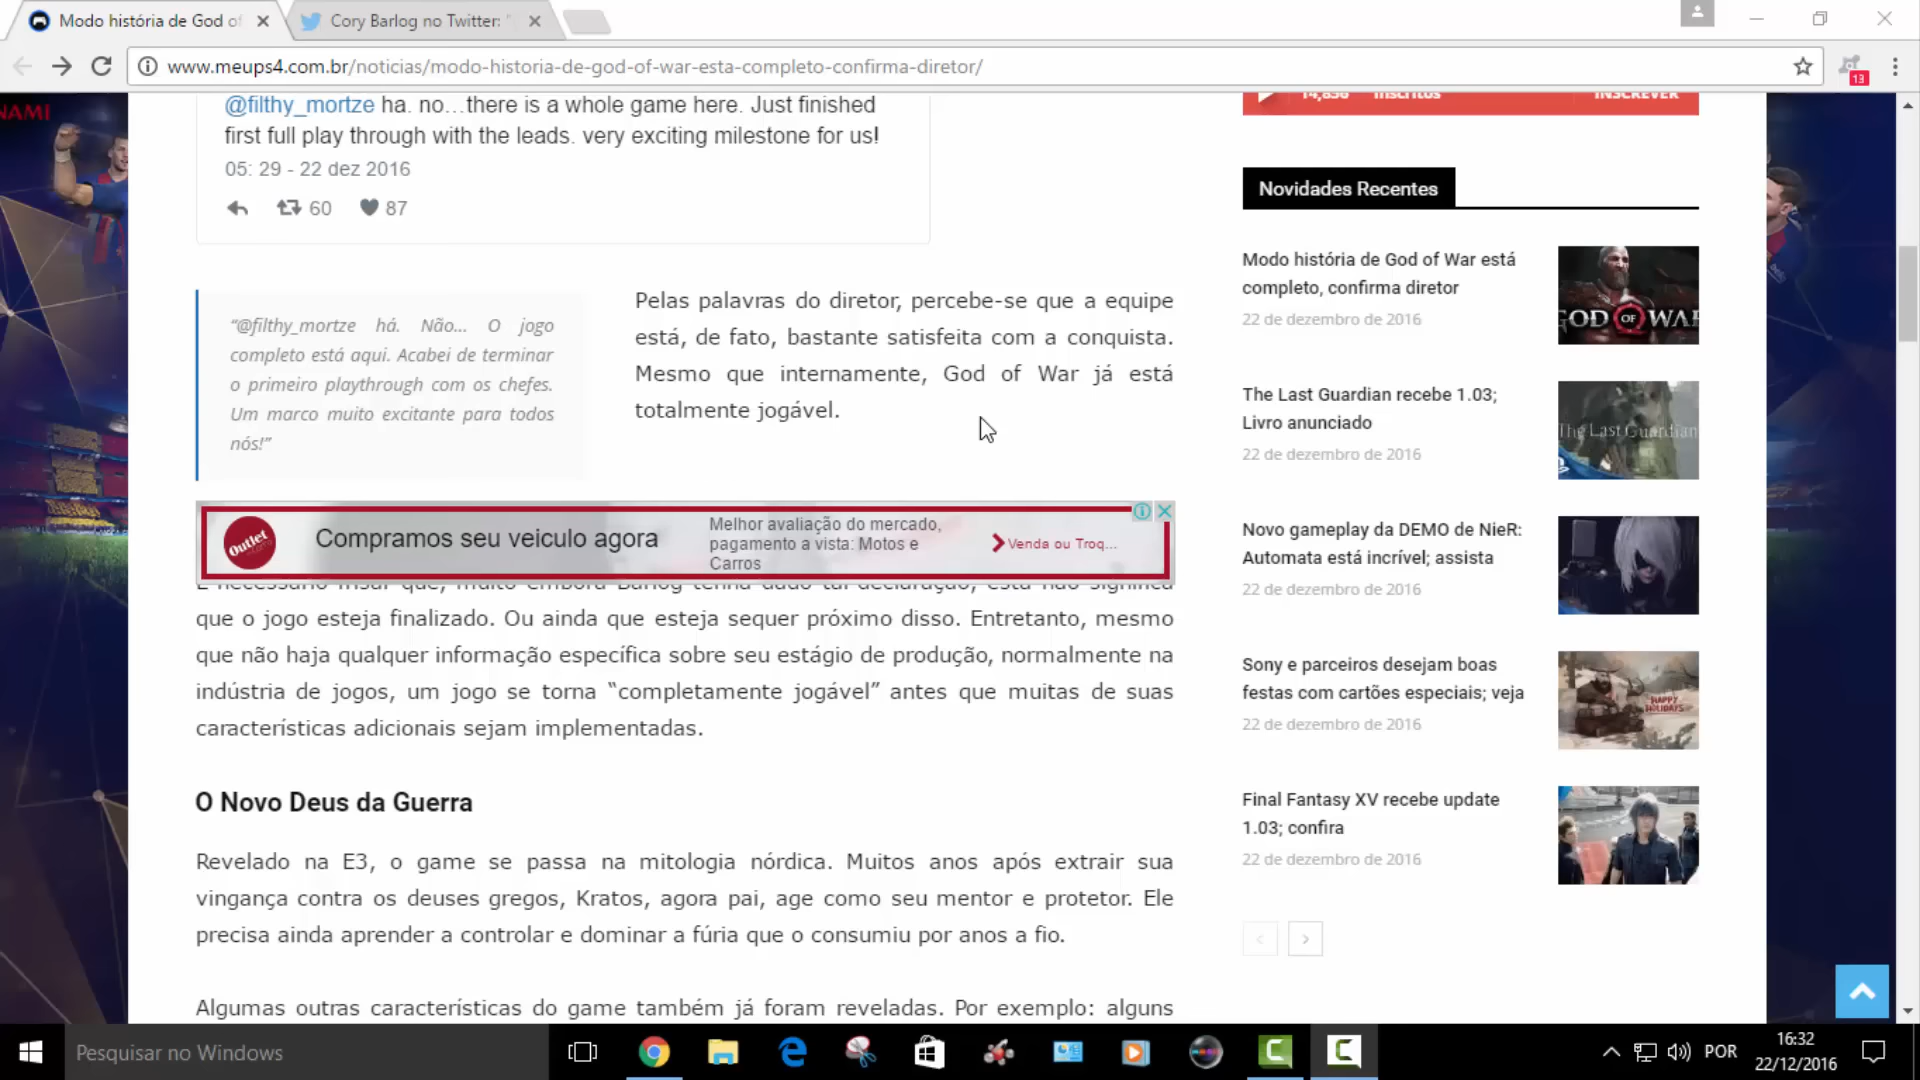 Modo história de God of
Cory Barlog no Twitter: "
www.meups4.com.br/noticias/modo-historia-de-god-of-war-esta-completo-confirma-diretor/
13
@filthy_mortze ha. no...there is a whole game here. Just finished
first full play through with the leads. very exciting milestone for us!
05: 29 - 22 dez 2016
60 87
“@filthy_mortze há. Não... O jogo
completo está aqui. Acabei de terminar
o primeiro playthrough com os chefes.
Um marco muito excitante para todos
nós!”
Pelas palavras do diretor, percebe-se que a equipe
está, de fato, bastante satisfeita com a conquista.
Mesmo que internamente, God of War já está
totalmente jogável.
Outlet
Compramos seu veiculo agora
Melhor avaliação do mercado,
pagamento a vista: Motos e
Carros
Venda ou Troq...
que o jogo esteja finalizado. Ou ainda que esteja sequer próximo disso. Entretanto, mesmo
que não haja qualquer informação específica sobre seu estágio de produção, normalmente na
indústria de jogos, um jogo se torna “completamente jogável” antes que muitas de suas
características adicionais sejam implementadas.
O Novo Deus da Guerra
Revelado na E3, o game se passa na mitologia nórdica. Muitos anos após extrair sua
vingança contra os deuses gregos, Kratos, agora pai, age como seu mentor e protetor. Ele
precisa ainda aprender a controlar e dominar a fúria que o consumiu por anos a fio.
Algumas outras características do game também já foram reveladas. Por exemplo: alguns
14,856 Inscritos INSCREVER
Novidades Recentes
Modo história de God of War está
completo, confirma diretor
22 de dezembro de 2016
GOD OF WAR
The Last Guardian recebe 1.03;
Livro anunciado
22 de dezembro de 2016
The Last Guardian
Novo gameplay da DEMO de NieR:
Automata está incrível; assista
22 de dezembro de 2016
Sony e parceiros desejam boas
festas com cartões especiais; veja
22 de dezembro de 2016
HAPPY
HOLIDAYS
Final Fantasy XV recebe update
1.03; confira
22 de dezembro de 2016
Pesquisar no Windows
POR
16:32
22/12/2016